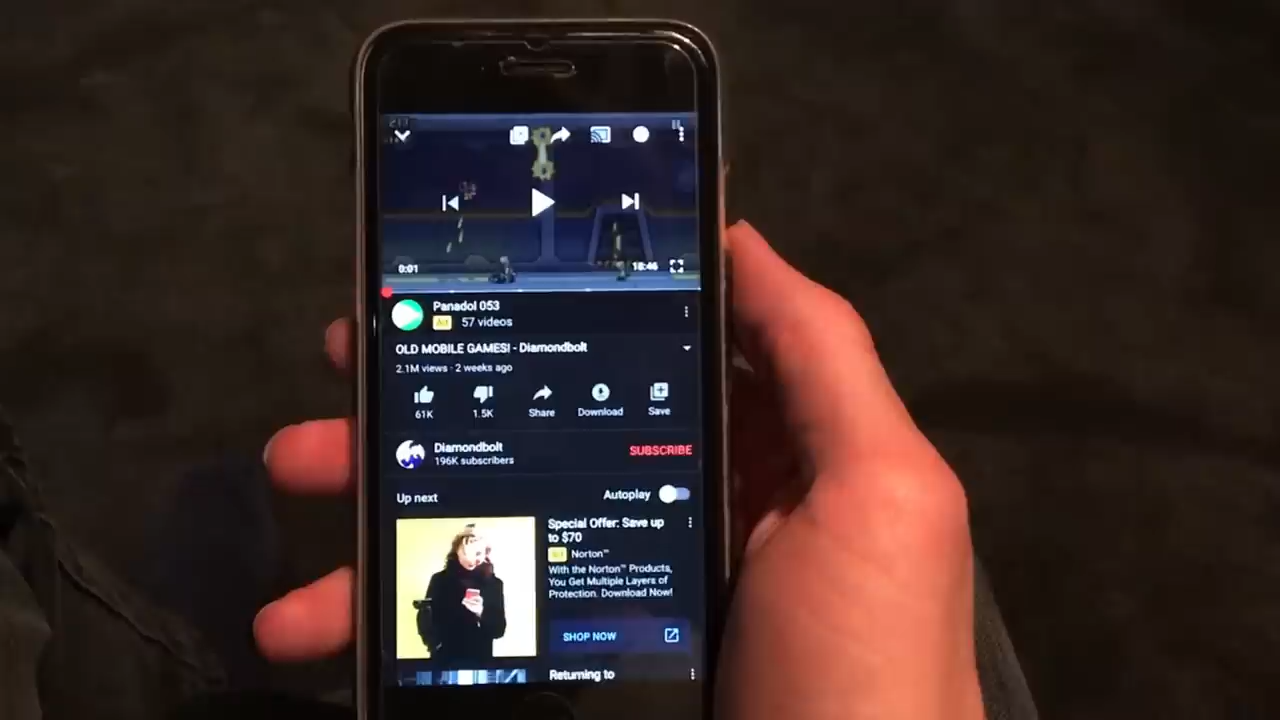 0:01
18:46
Panadol 053
Ad
57 videos
OLD MOBILE GAMES! - Diamondbolt
2.1M views · 2 weeks ago
61K
1.5K
Share
Download
Save
Diamondbolt
196K subscribers
SUBSCRIBE
Up next
Autoplay
Special Offer: Save up
to $70
Ad
Norton™
With the Norton™ Products,
You Get Multiple Layers of
Protection. Download Now!
SHOP NOW
Returning to